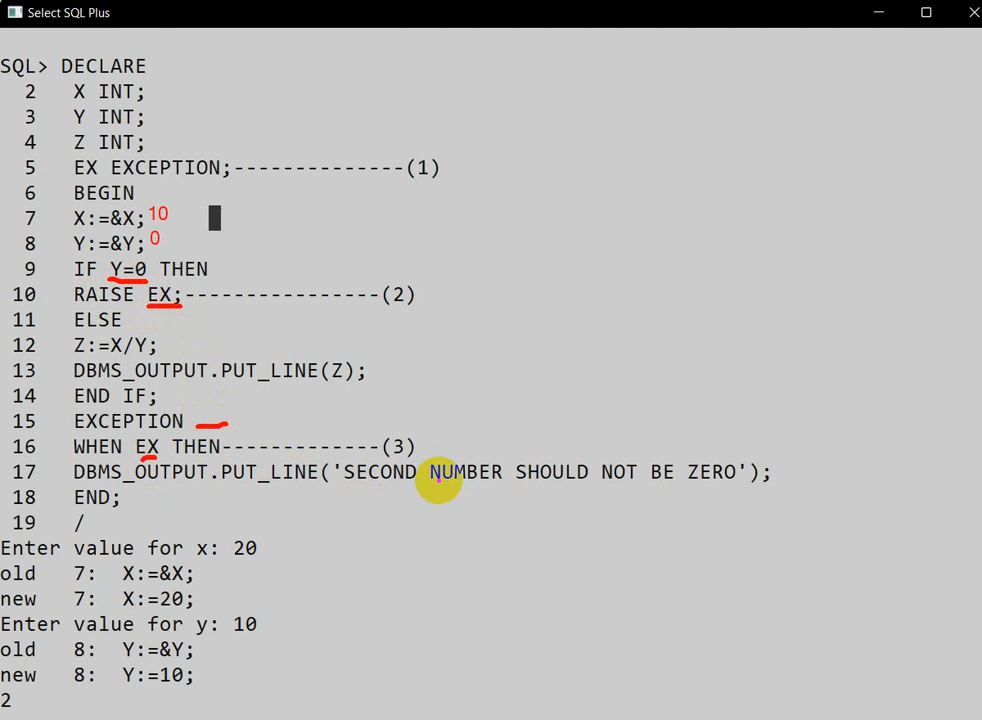 Select SQL Plus
SQL> DECLARE
2 X INT;
3 Y INT;
4 Z INT;
5 EX EXCEPTION;--------------(1)
6 BEGIN
7 X:=&X; 10
8 Y:=&Y; 0
9 IF Y=0 THEN
10 RAISE EX;----------------(2)
11 ELSE
12 Z:=X/Y;
13 DBMS_OUTPUT.PUT_LINE(Z);
14 END IF;
15 EXCEPTION
16 WHEN EX THEN-------------(3)
17 DBMS_OUTPUT.PUT_LINE('SECOND NUMBER SHOULD NOT BE ZERO');
18 END;
19 /
Enter value for x: 20
old 7: X:=&X;
new 7: X:=20;
Enter value for y: 10
old 8: Y:=&Y;
new 8: Y:=10;
2